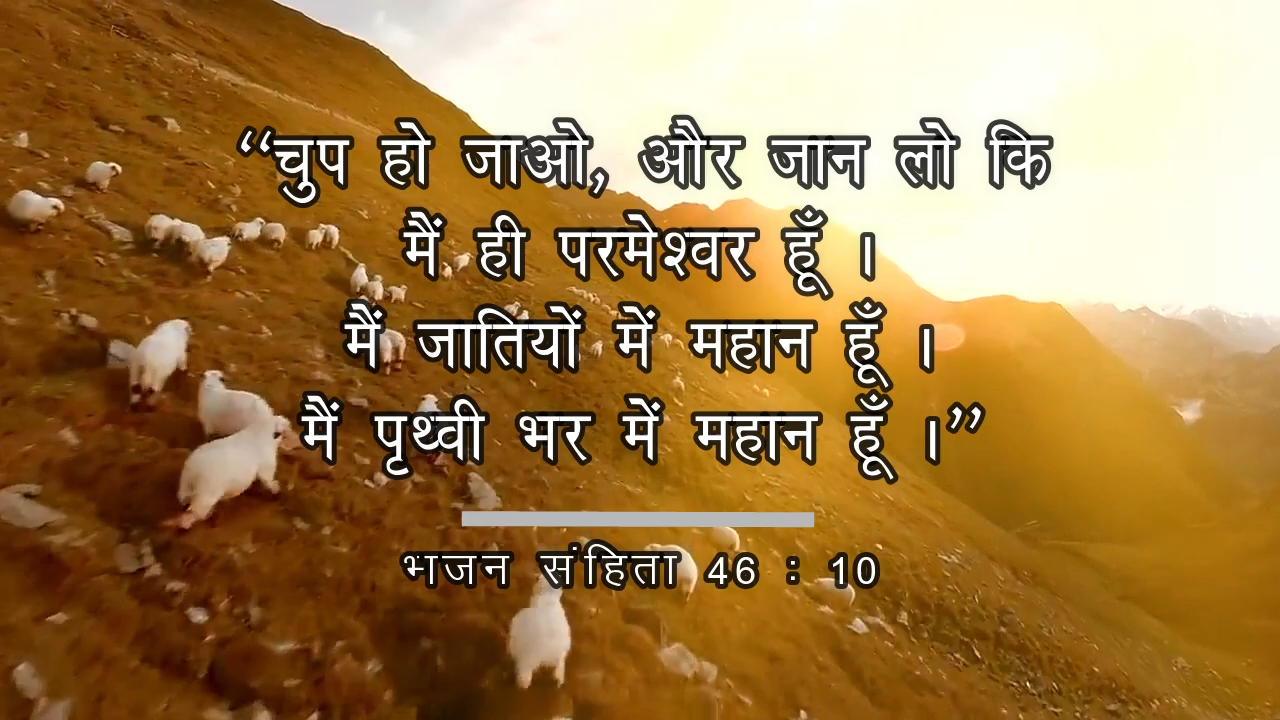 “चुप हो जाओ, और जान लो कि
मैं ही परमेश्वर हूँ ।
मैं जातियों में महान हूँ ।
मैं पृथ्वी भर में महान हूँ ।”
भजन संहिता 46 : 10